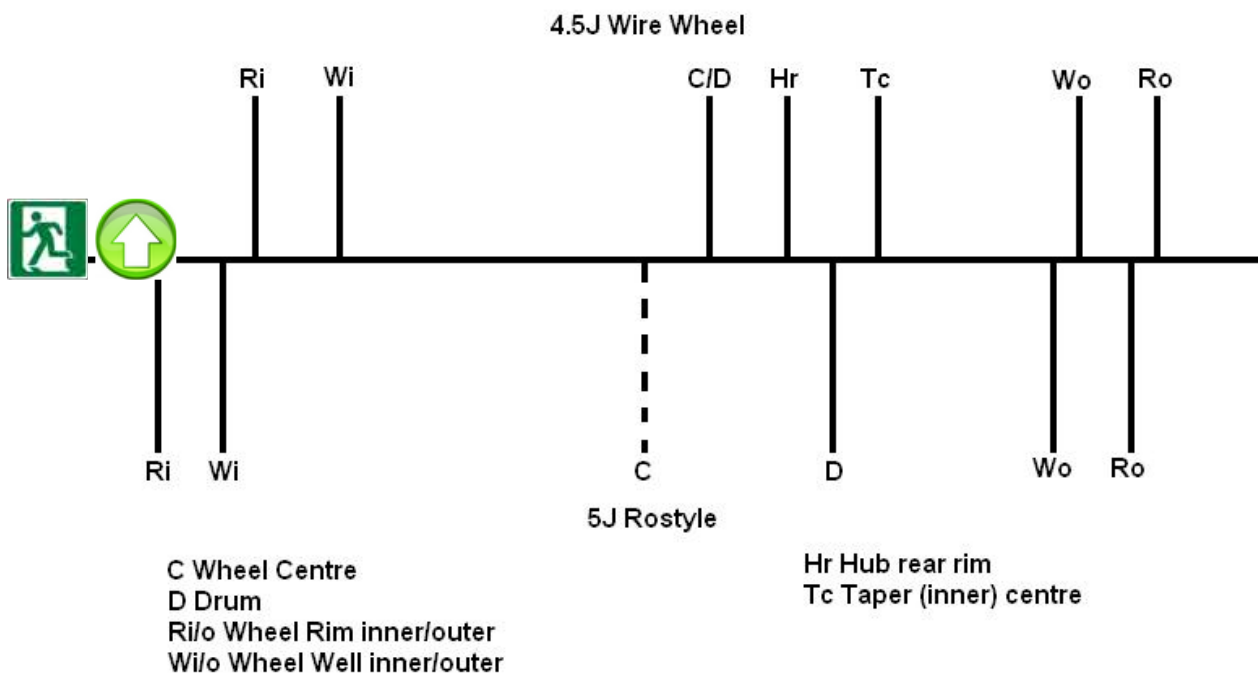 4.5J Wire Wheel
Ri Wi C/D Hr Tc Wo Ro
Ri Wi C D Wo Ro
5J Rostyle
C Wheel Centre
D Drum
Ri/o Wheel Rim inner/outer
Wi/o Wheel Well inner/outer
Hr Hub rear rim
Tc Taper (inner) centre